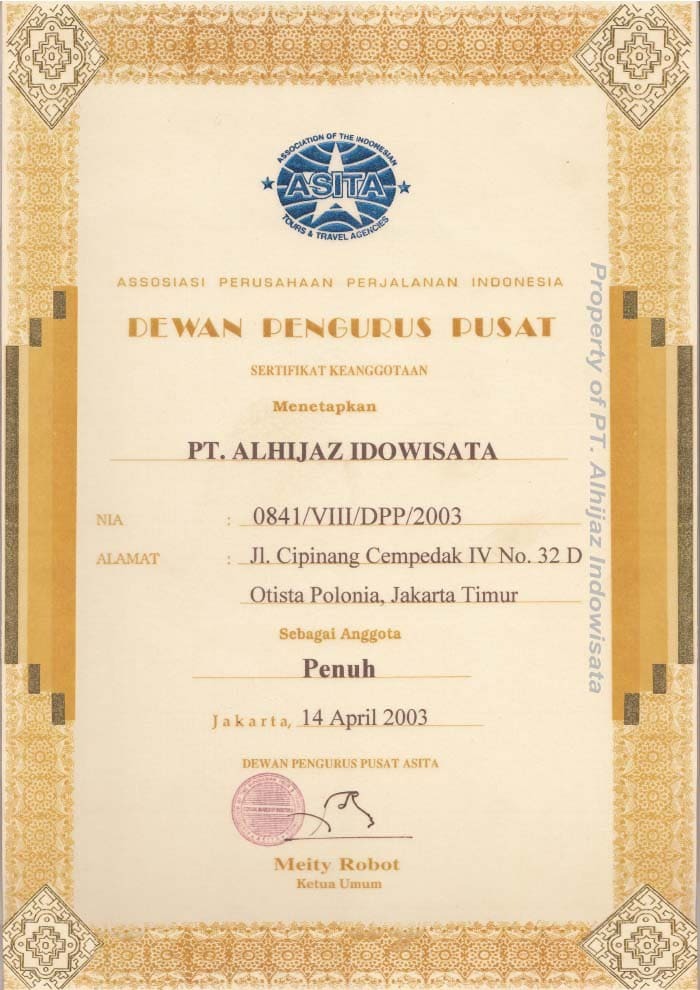 ASSOCIATION OF THE INDONESIAN
ASITA
TOURS & TRAVEL AGENCIES
ASSOSIASI PERUSAHAAN PERJALANAN INDONESIA
DEWAN PENGURUS PUSAT
SERTIFIKAT KEANGGOTAAN
Menetapkan
PT. ALHIJAZ IDOWISATA
NIA : 0841/VIII/DPP/2003
ALAMAT : Jl. Cipinang Cempedak IV No. 32 D
Otista Polonia, Jakarta Timur
Sebagai Anggota
Penuh
Jakarta, 14 April 2003
DEWAN PENGURUS PUSAT ASITA
Meity Robot
Ketua Umum
Property of PT. Alhijaz Indowisata